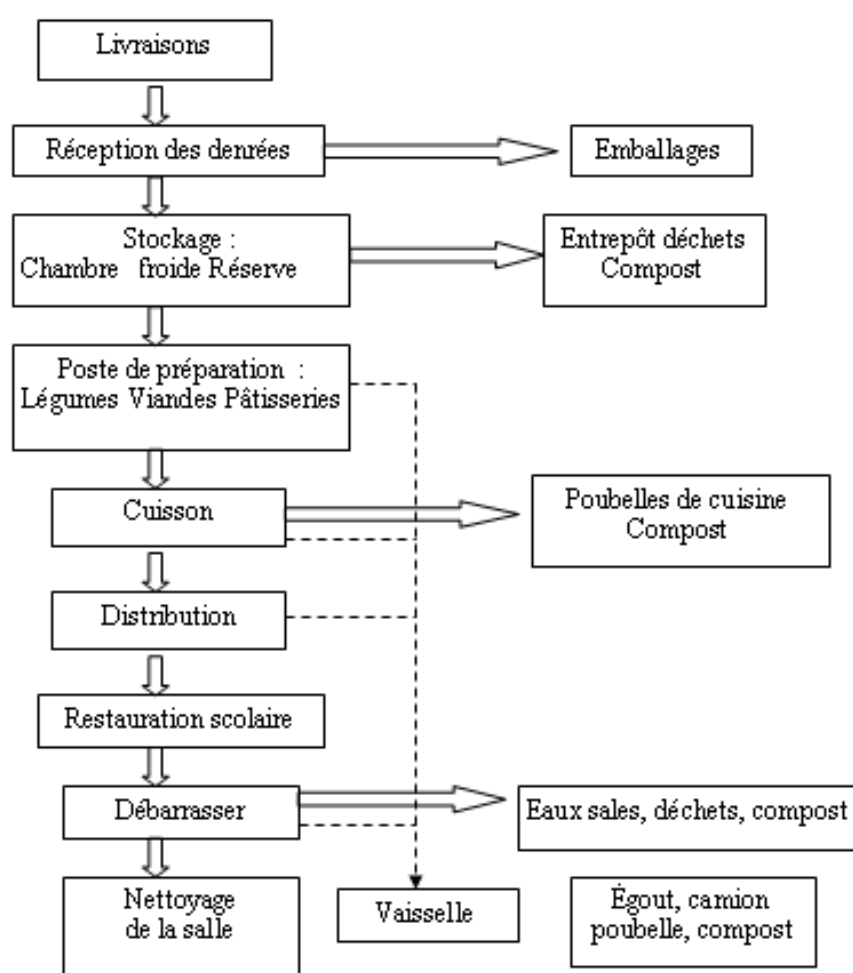 Livraisons
Réception des denrées
Emballages
Stockage :
Chambre froide Réserve
Entrepôt déchets
Compost
Poste de préparation :
Légumes Viandes Pâtisseries
Cuisson
Poubelles de cuisine
Compost
Distribution
Restauration scolaire
Débarrasser
Eaux sales, déchets, compost
Nettoyage
de la salle
Vaisselle
Égout, camion
poubelle, compost